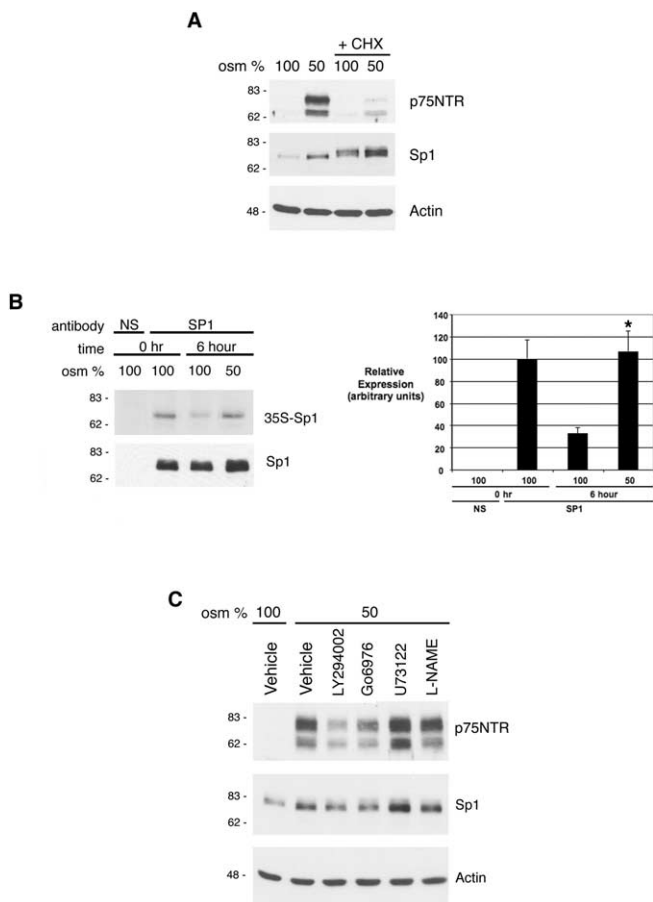 A
+ CHX
osm % 100 50 100 50
83 -
p75NTR
62 -
83 -
Sp1
62 -
48 - Actin
B
antibody NS SP1
time 0 hr 6 hour
osm % 100 100 100 50
83 -
35S-Sp1
62 -
83 -
Sp1
62 -
Relative
Expression
(arbitrary units)
140
120
100
80
60
40
20
0
*
100 100 100 50
0 hr 6 hour
NS SP1
C
osm % 100 50
Vehicle Vehicle LY294002 Go6976 U73122 L-NAME
83 -
p75NTR
62 -
83 -
Sp1
62 -
48 - Actin